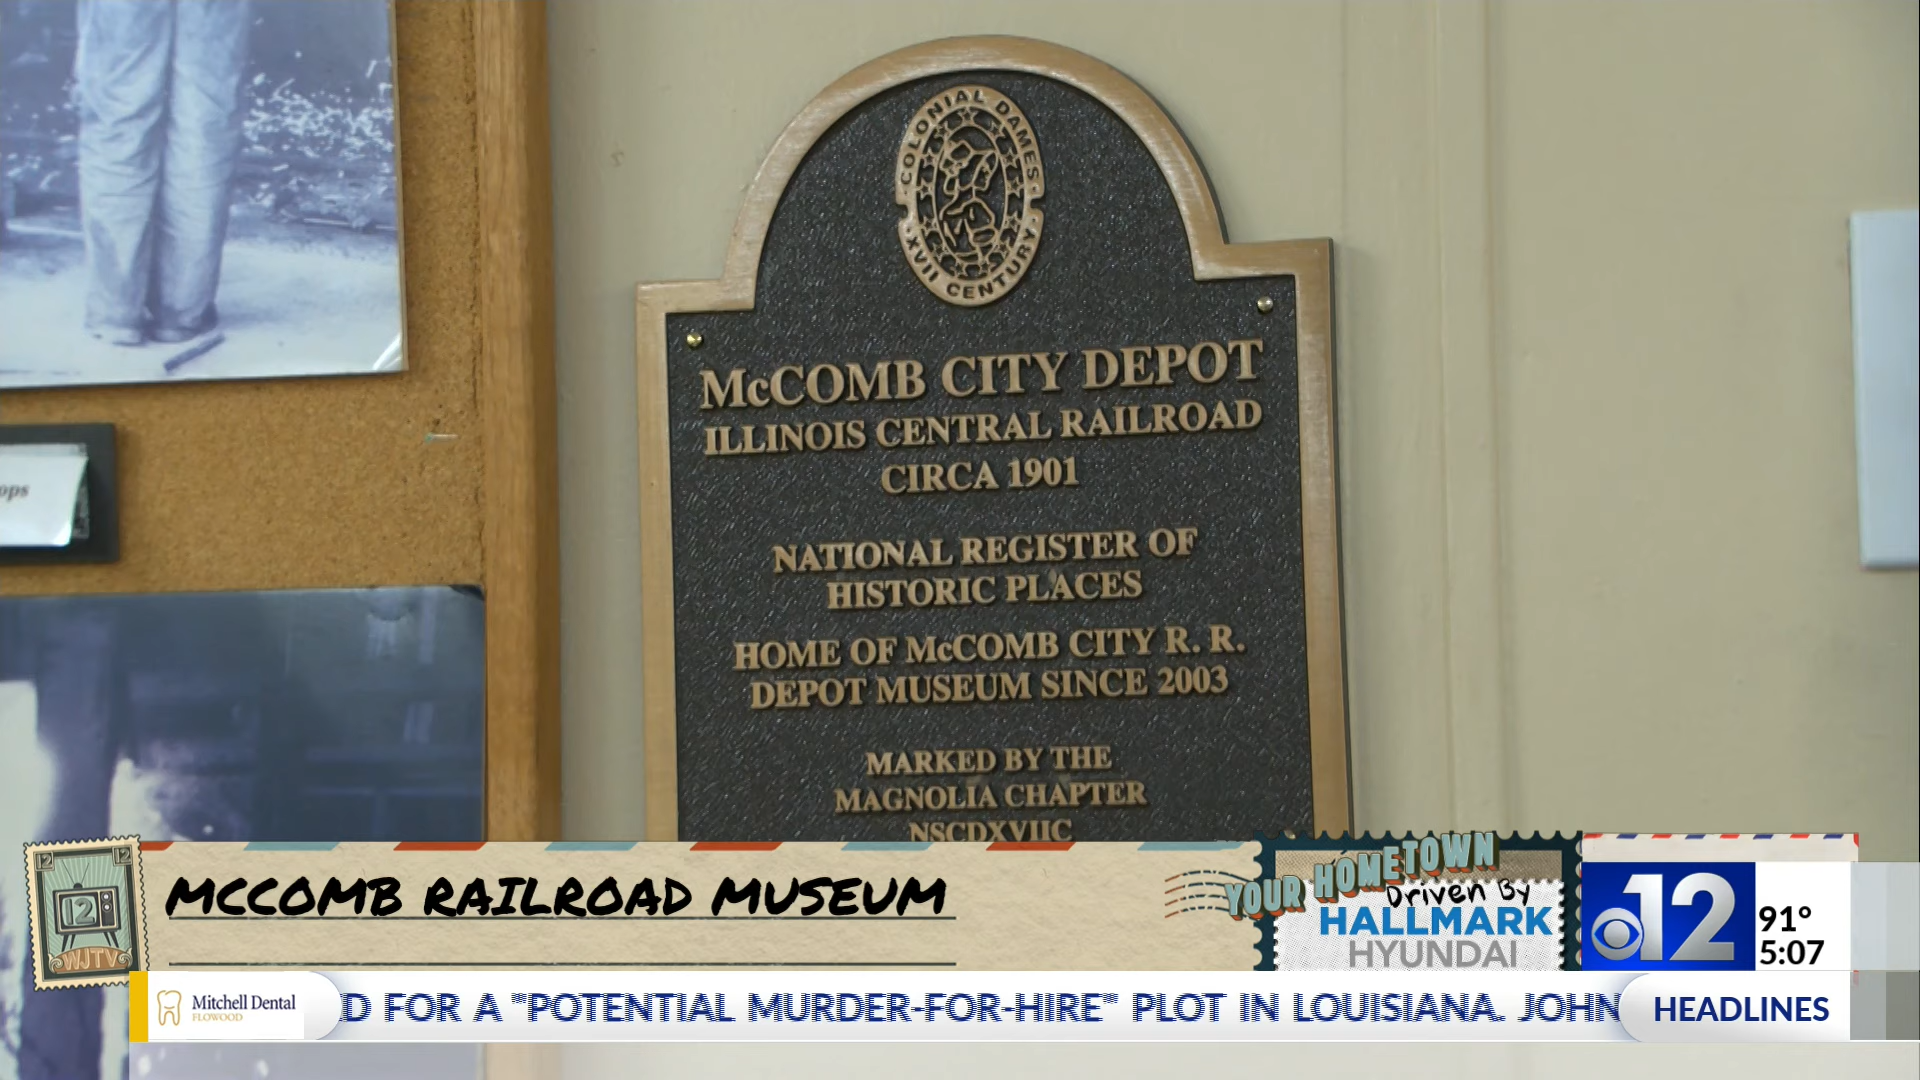 COLONIAL DAMES
XVII CENTURY
McCOMB CITY DEPOT
ILLINOIS CENTRAL RAILROAD
CIRCA 1901
NATIONAL REGISTER OF
HISTORIC PLACES
HOME OF McCOMB CITY R. R.
DEPOT MUSEUM SINCE 2003
MARKED BY THE
MAGNOLIA CHAPTER
NSCDXVIIC
ops
12 12
12
WJTV
MCCOMB RAILROAD MUSEUM
YOUR HOMETOWN
Driven By
HALLMARK
HYUNDAI
12
91°
5:07
Mitchell Dental
FLOWOOD
D FOR A "POTENTIAL MURDER-FOR-HIRE" PLOT IN LOUISIANA. JOHN
HEADLINES